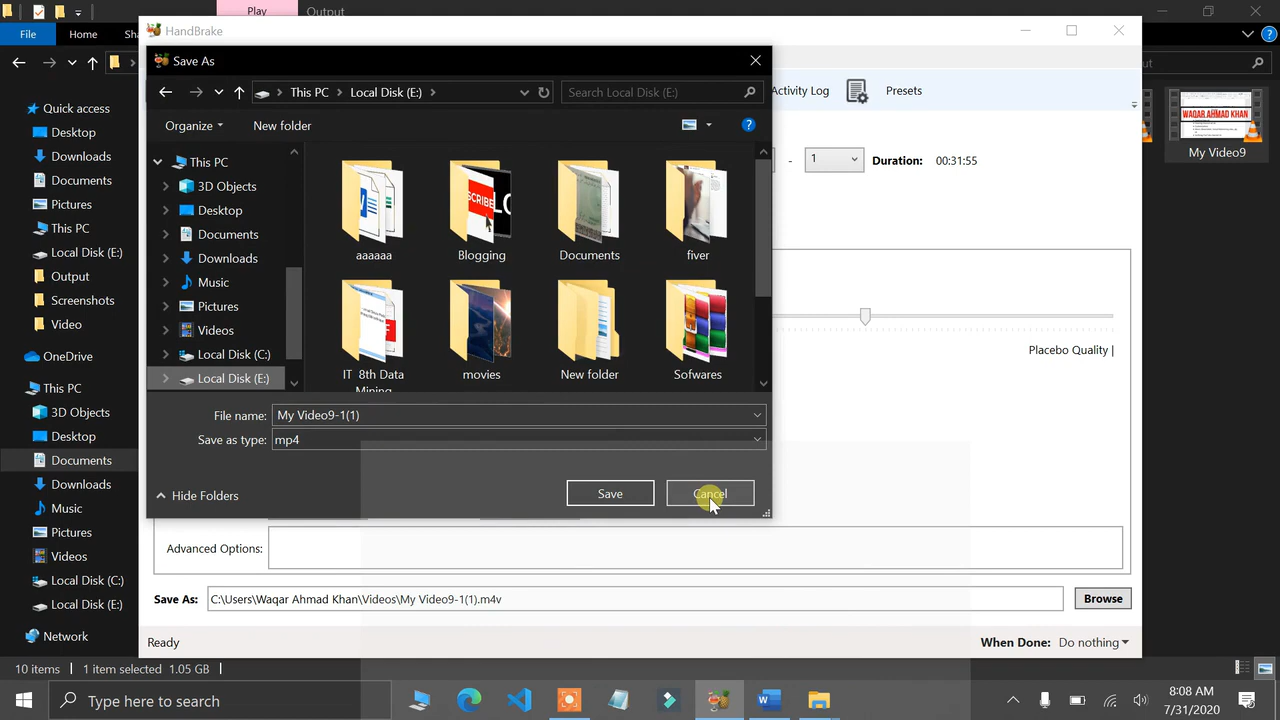 Play
Output
File
Home
Sha
HandBrake
Save As
This PC
Local Disk (E:)
Search Local Disk (E:)
Activity Log
Presets
ut
Organize
New folder
?
Quick access
Desktop
Downloads
Documents
Pictures
This PC
Local Disk (E:)
Output
Screenshots
Video
OneDrive
This PC
3D Objects
Desktop
Documents
Downloads
Music
Pictures
Videos
Local Disk (C:)
Local Disk (E:)
Network
This PC
3D Objects
Desktop
Documents
Downloads
Music
Pictures
Videos
Local Disk (C:)
Local Disk (E:)
SCRIBE
aaaaaa
Blogging
Documents
fiver
IT 8th Data
Mining
movies
New folder
Sofwares
- 1
Duration: 00:31:55
WAQAR AHMAD KHAN
My Video9
Placebo Quality |
File name: My Video9-1(1)
Save as type: mp4
Hide Folders
Save
Cancel
Advanced Options:
Save As: C:\Users\Waqar Ahmad Khan\Videos\My Video9-1(1).m4v
Browse
Ready
When Done: Do nothing
10 items
1 item selected 1.05 GB
Type here to search
8:08 AM
7/31/2020